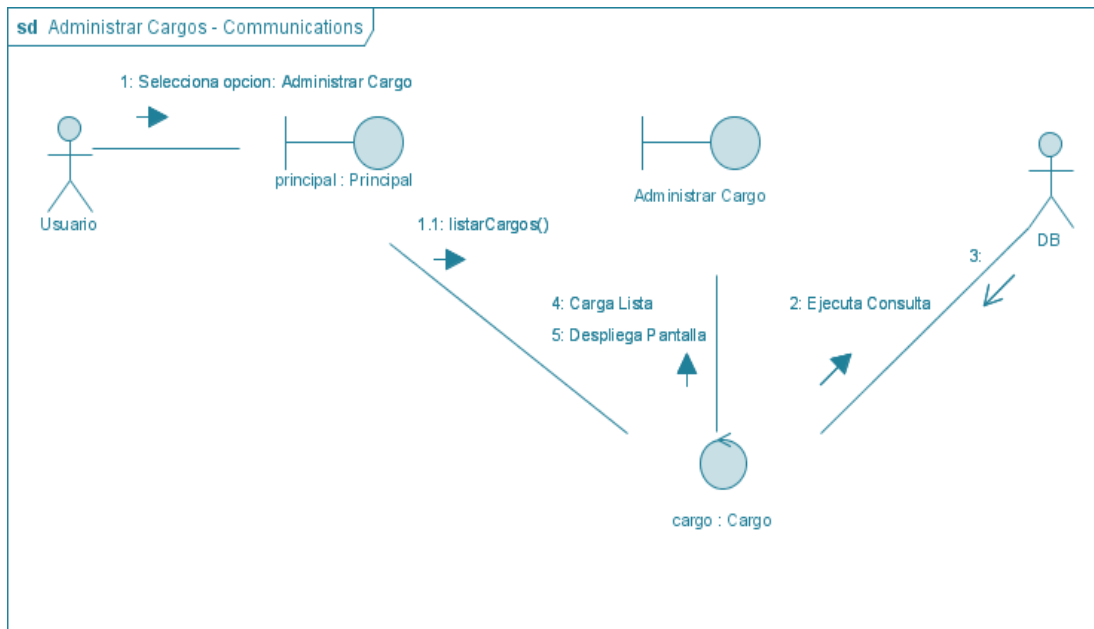 sd Administrar Cargos - Communications
1: Selecciona opcion: Administrar Cargo
principal : Principal
Administrar Cargo
Usuario
1.1: listarCargos()
DB
3:
4: Carga Lista
2: Ejecuta Consulta
5: Despliega Pantalla
cargo : Cargo